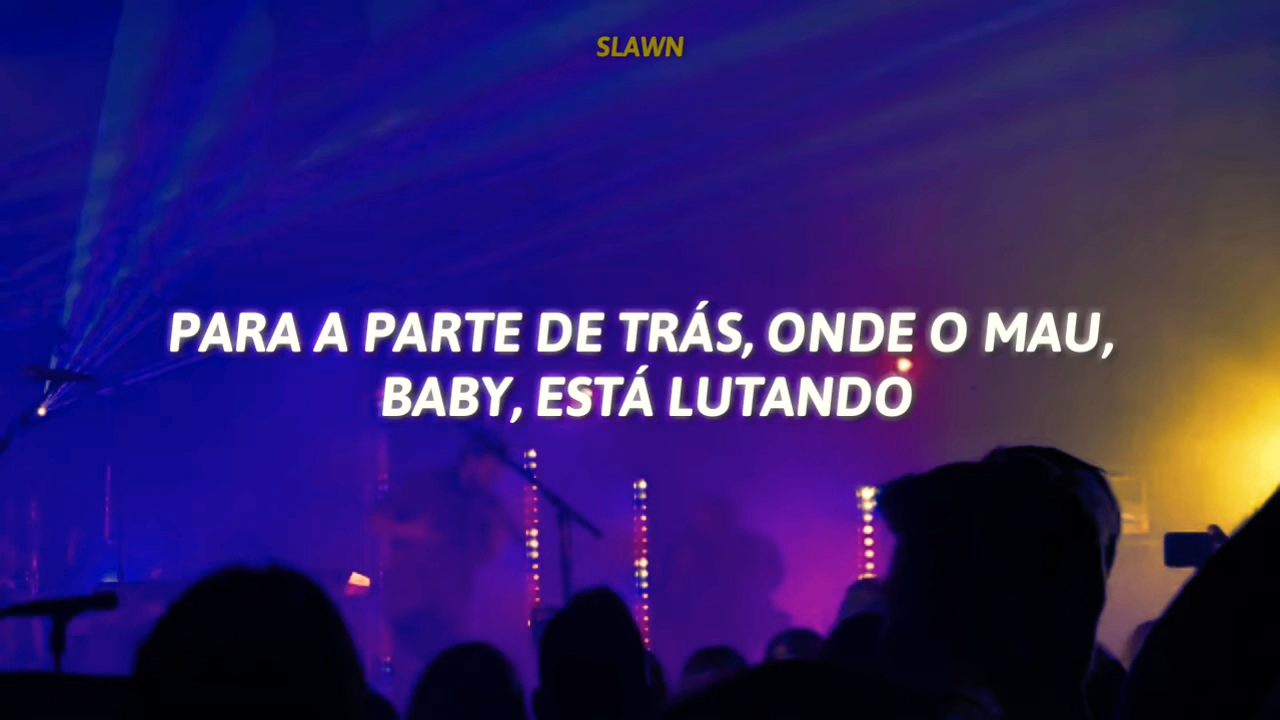 SLAWN
PARA A PARTE DE TRÁS, ONDE O MAU,
BABY, ESTÁ LUTANDO